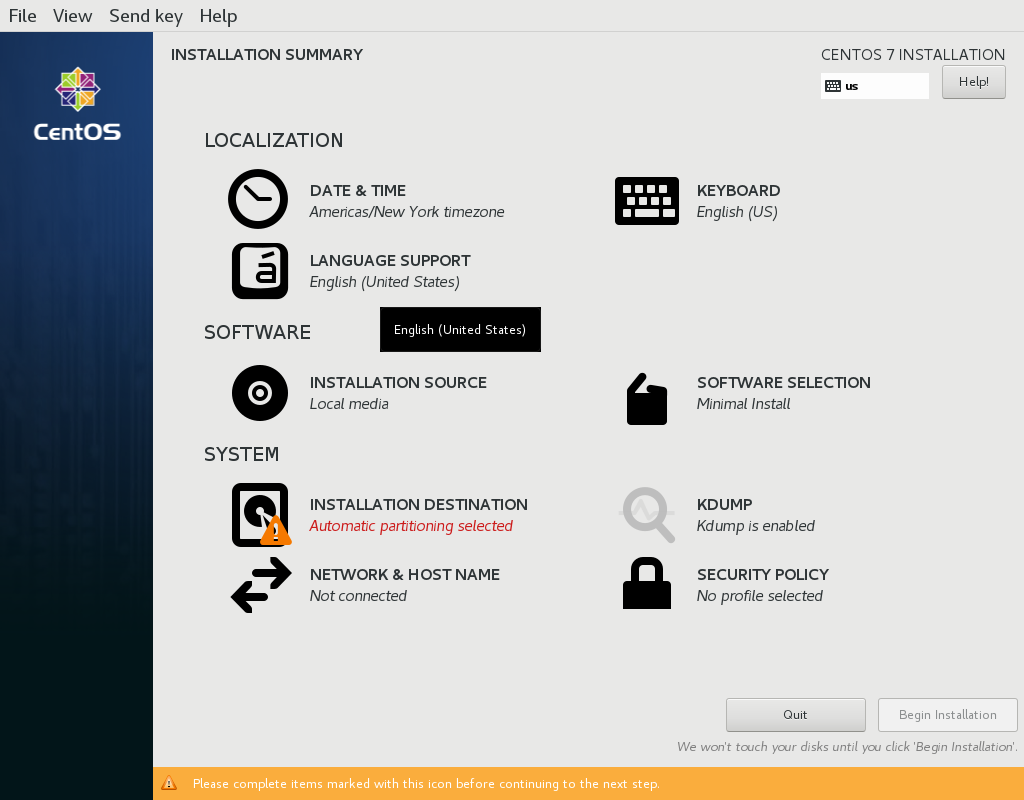 File View Send key Help
INSTALLATION SUMMARY
CENTOS 7 INSTALLATION
us
Help!
CentOS
LOCALIZATION
DATE & TIME
Americas/New York timezone
KEYBOARD
English (US)
á
LANGUAGE SUPPORT
English (United States)
SOFTWARE
English (United States)
INSTALLATION SOURCE
Local media
SOFTWARE SELECTION
Minimal Install
SYSTEM
INSTALLATION DESTINATION
Automatic partitioning selected
KDUMP
Kdump is enabled
NETWORK & HOST NAME
Not connected
SECURITY POLICY
No profile selected
Quit
Begin Installation
We won't touch your disks until you click 'Begin Installation'.
Please complete items marked with this icon before continuing to the next step.